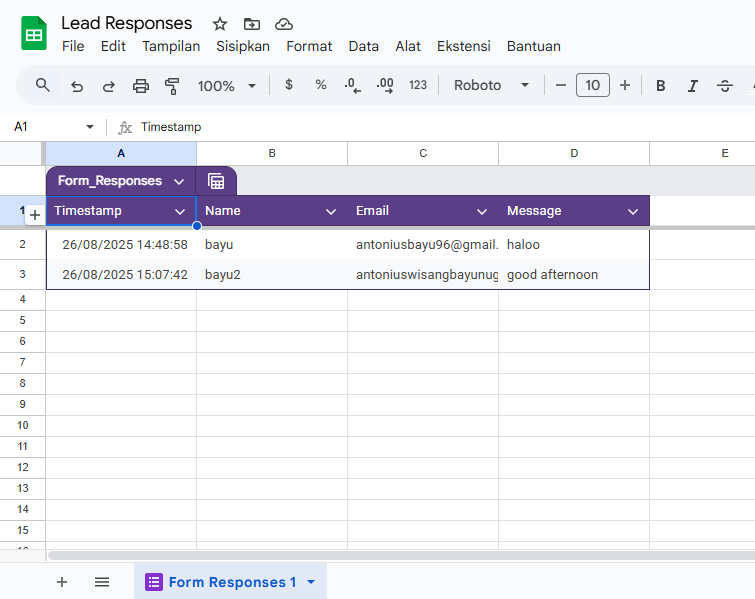 Lead Responses
File Edit Tampilan Sisipkan Format Data Alat Ekstensi Bantuan
100% $ % .0 .00 123 Roboto 10 B I S
A1 fx Timestamp
A B C D E
Form_Responses
1 Timestamp Name Email Message
2 26/08/2025 14:48:58 bayu antoniusbayu96@gmail. haloo
3 26/08/2025 15:07:42 bayu2 antoniuswisangbayunug good afternoon
4
5
6
7
8
9
10
11
12
13
14
15
Form Responses 1